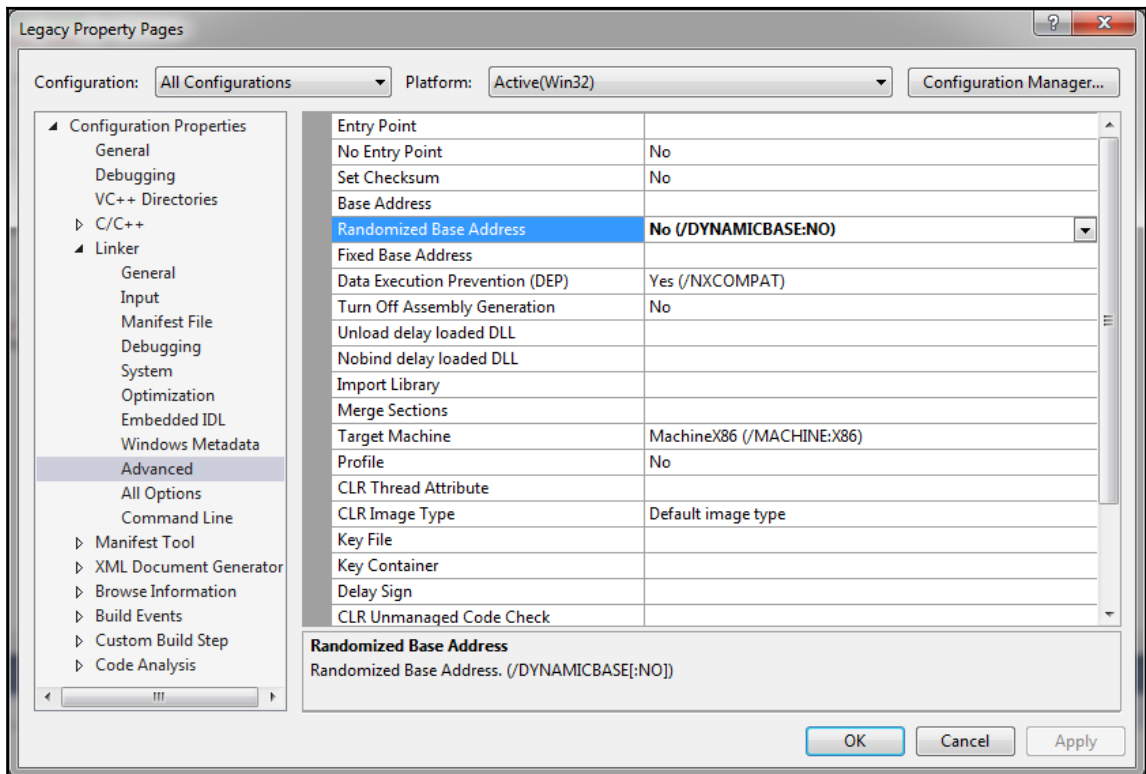 Legacy Property Pages
Configuration: All Configurations Platform: Active(Win32) Configuration Manager...
Configuration Properties
General
Debugging
VC++ Directories
C/C++
Linker
General
Input
Manifest File
Debugging
System
Optimization
Embedded IDL
Windows Metadata
Advanced
All Options
Command Line
Manifest Tool
XML Document Generator
Browse Information
Build Events
Custom Build Step
Code Analysis
Entry Point
No Entry Point No
Set Checksum No
Base Address
Randomized Base Address No (/DYNAMICBASE:NO)
Fixed Base Address
Data Execution Prevention (DEP) Yes (/NXCOMPAT)
Turn Off Assembly Generation No
Unload delay loaded DLL
Nobind delay loaded DLL
Import Library
Merge Sections
Target Machine MachineX86 (/MACHINE:X86)
Profile No
CLR Thread Attribute
CLR Image Type Default image type
Key File
Key Container
Delay Sign
CLR Unmanaged Code Check
Randomized Base Address
Randomized Base Address. (/DYNAMICBASE[:NO])
OK Cancel Apply